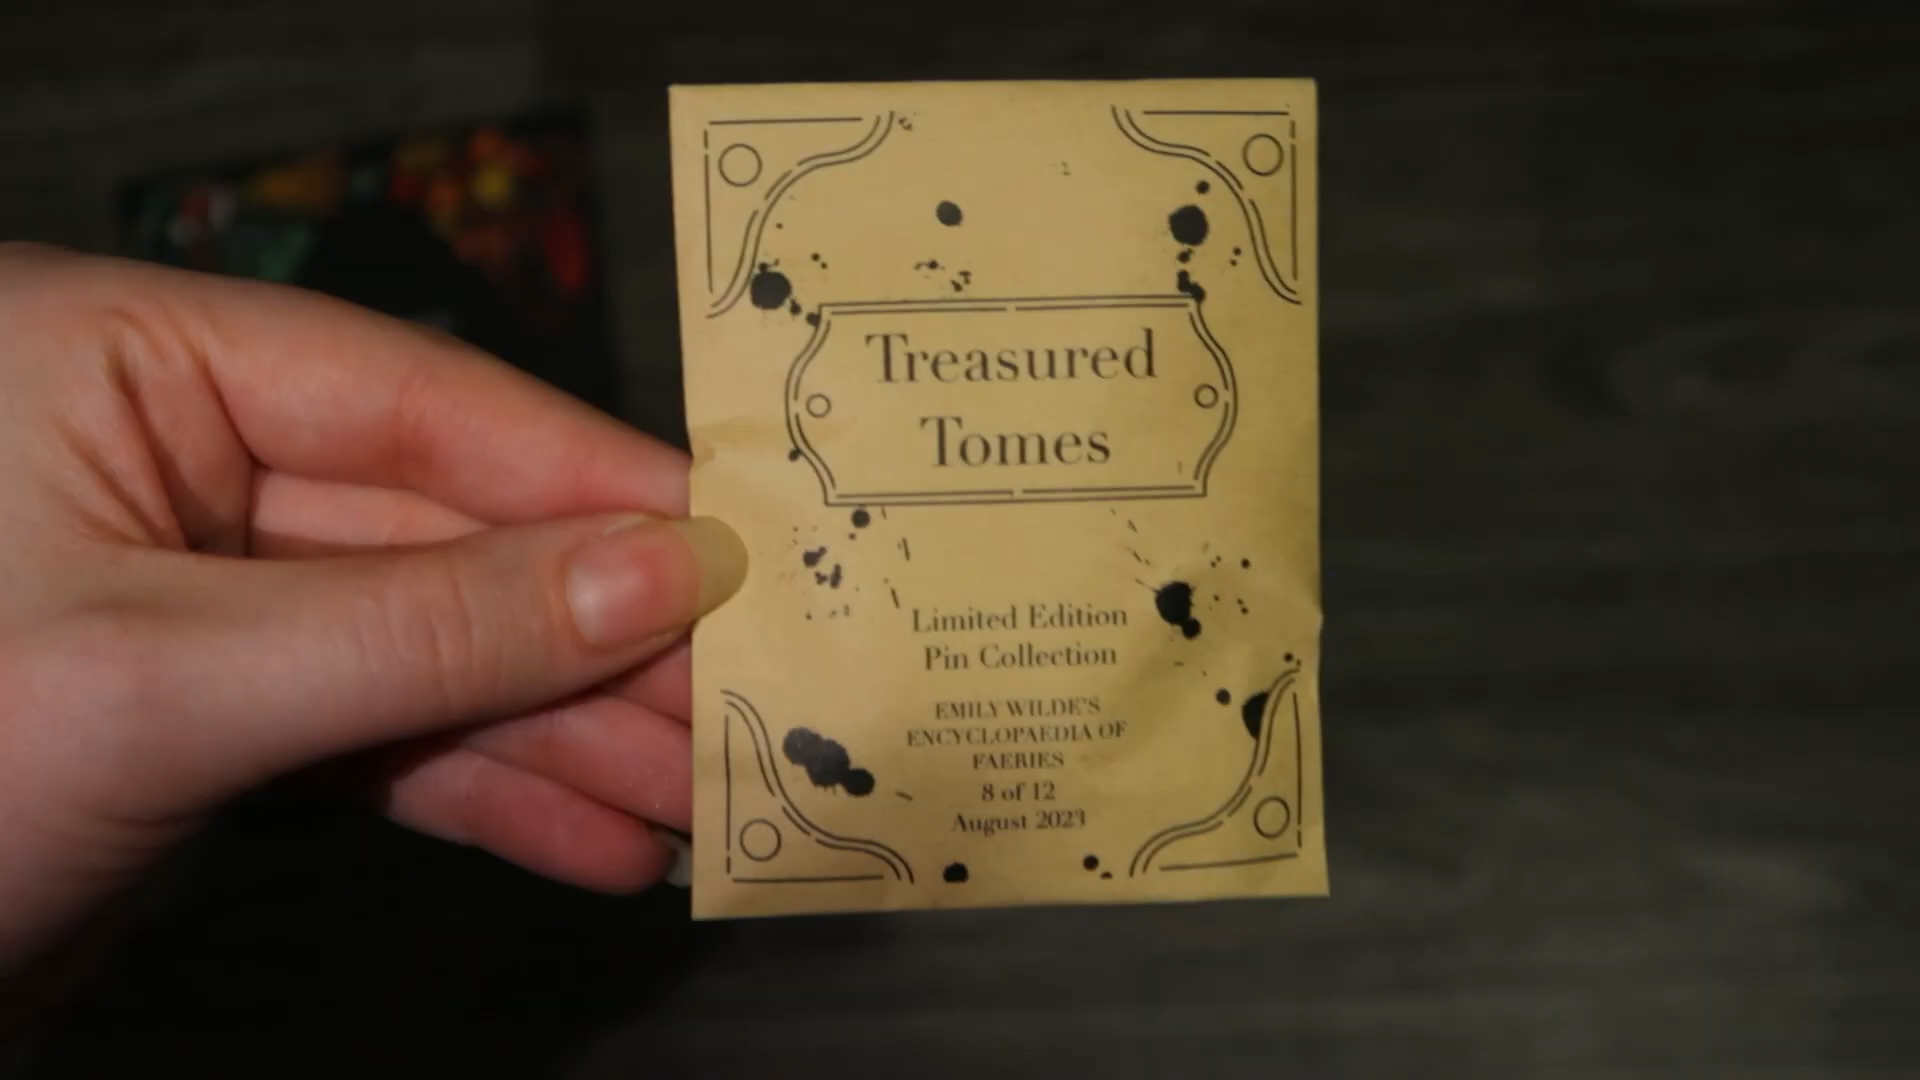 Treasured
Tomes
Limited Edition
Pin Collection
EMILY WILDE'S
ENCYCLOPAEDIA OF
FAERIES
8 of 12
August 2023